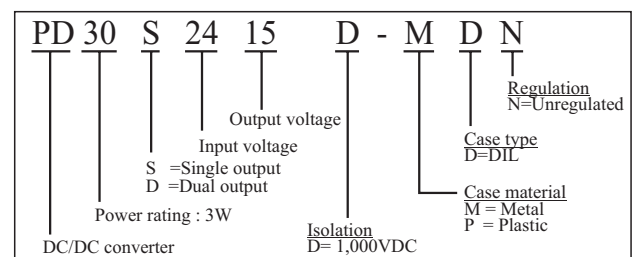 PD 30 S 24 15 D - M D N
Regulation
N=Unregulated
Output voltage
Case type
D=DIL
Input voltage
S =Single output
D =Dual output
Case material
M = Metal
P = Plastic
Power rating : 3W
Isolation
D= 1,000VDC
DC/DC converter